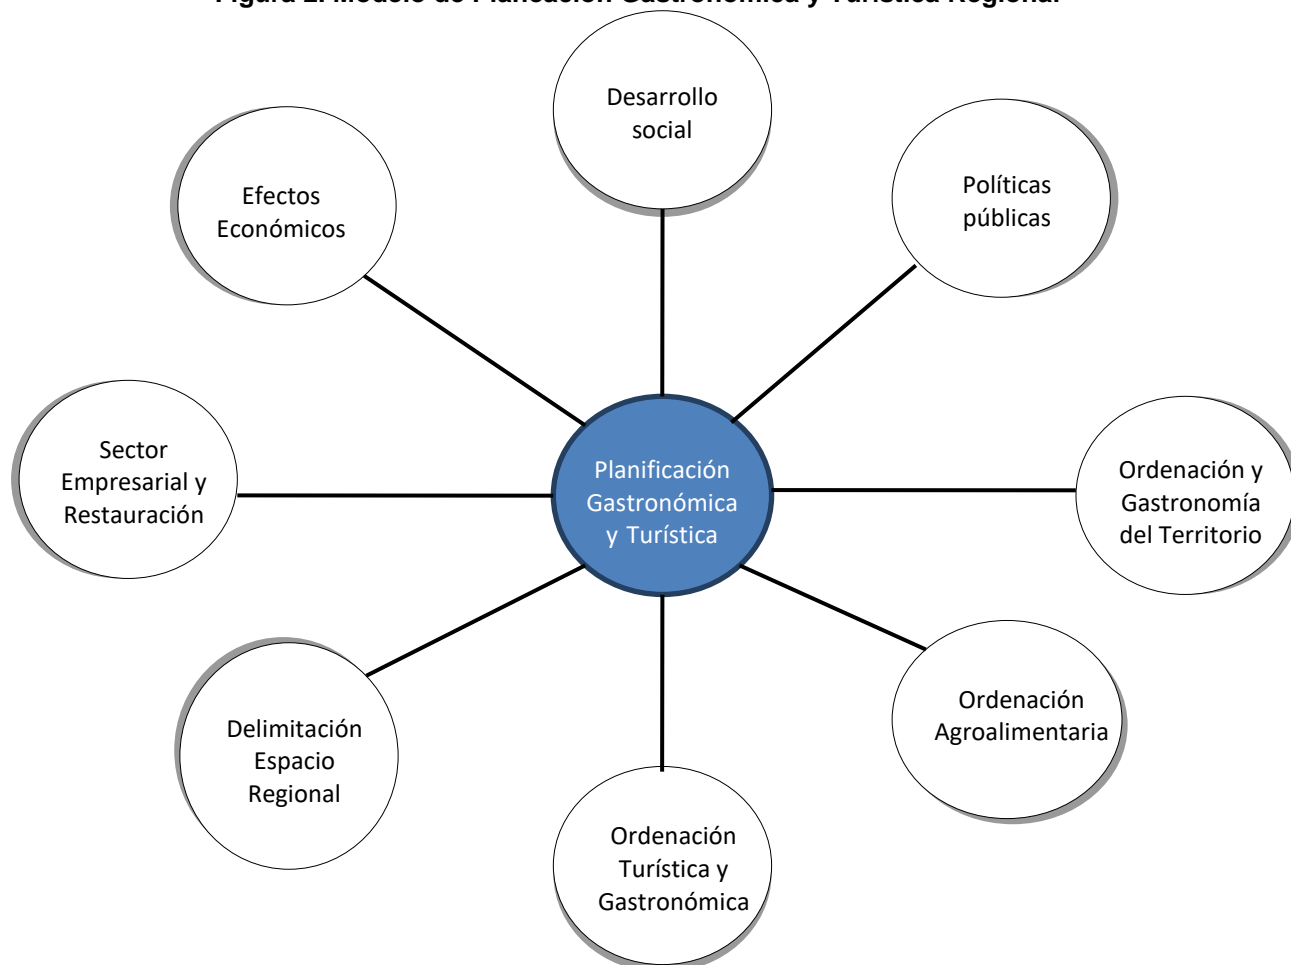 Figura 2. Modelo de Planeación Gastronómica y Turística Regional
Desarrollo
social
Efectos
Económicos
Políticas
públicas
Sector
Empresarial y
Restauración
Planificación
Gastronómica
y Turística
Ordenación y
Gastronomía
del Territorio
Delimitación
Espacio
Regional
Ordenación
Agroalimentaria
Ordenación
Turística y
Gastronómica